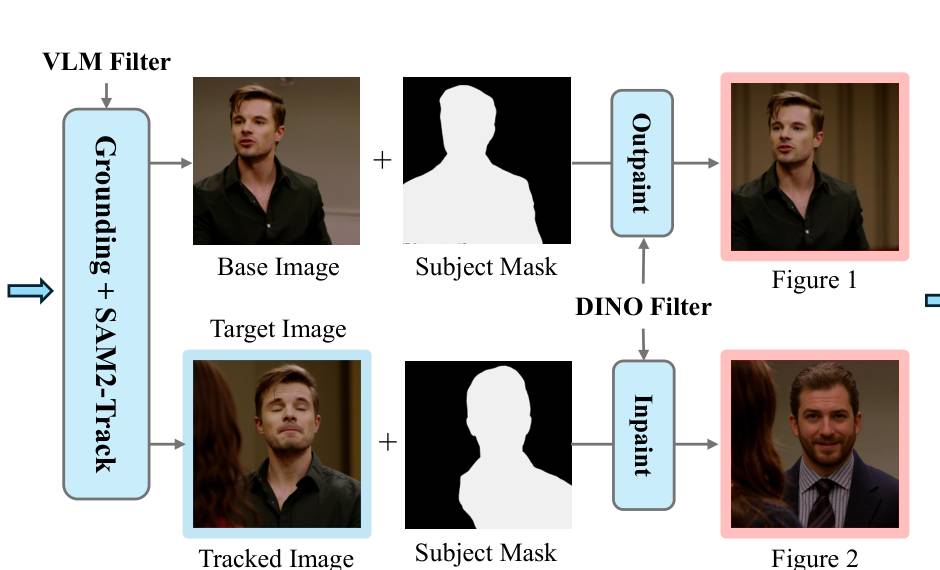 VLM Filter
Grounding + SAM2-Track
Base Image
+
Subject Mask
Outpaint
Figure 1
DINO Filter
Target Image
Tracked Image
+
Subject Mask
Inpaint
Figure 2